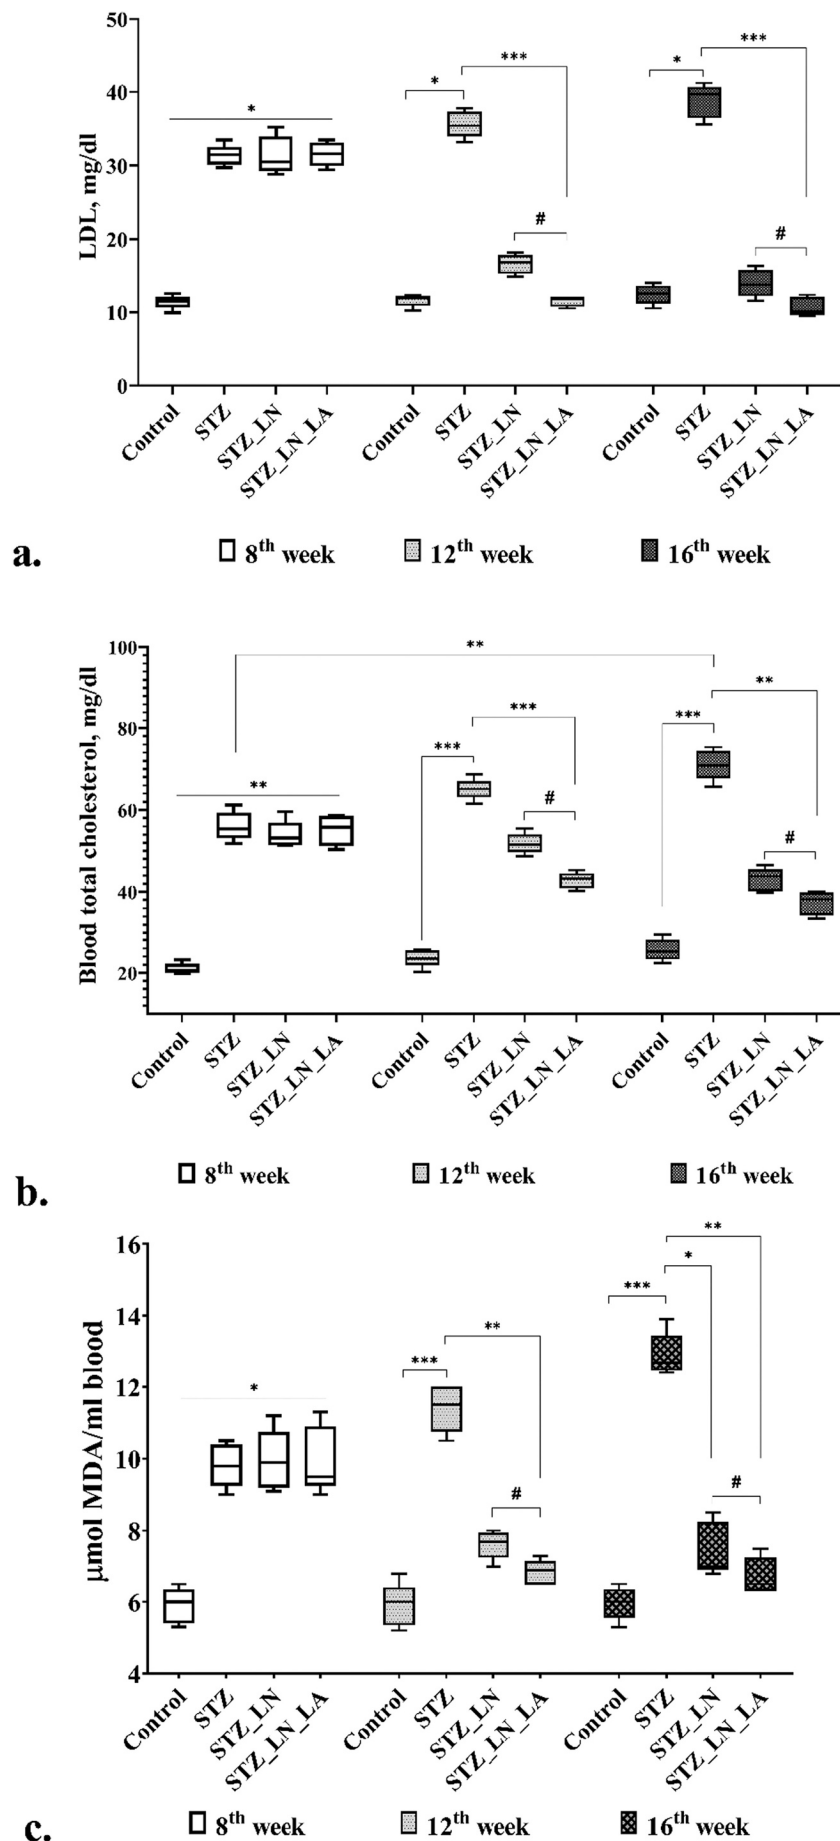 50
40
30
20
10
0
LDL, mg/dl
*
*
***
#
*
***
#
Control
STZ
STZ_LN
STZ_LN_LA
Control
STZ
STZ_LN
STZ_LN_LA
Control
STZ
STZ_LN
STZ_LN_LA
a.
8th week
12th week
16th week
100
80
60
40
20
Blood total cholesterol, mg/dl
**
**
***
***
#
***
**
#
Control
STZ
STZ_LN
STZ_LN_LA
Control
STZ
STZ_LN
STZ_LN_LA
Control
STZ
STZ_LN
STZ_LN_LA
b.
8th week
12th week
16th week
16
14
12
10
8
6
4
μmol MDA/ml blood
*
***
**
#
***
*
**
#
Control
STZ
STZ_LN
STZ_LN_LA
Control
STZ
STZ_LN
STZ_LN_LA
Control
STZ
STZ_LN
STZ_LN_LA
c.
8th week
12th week
16th week